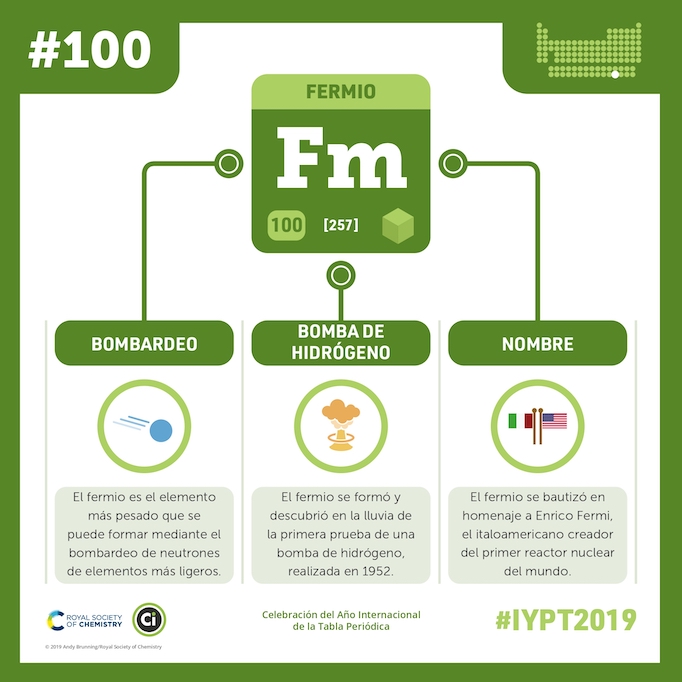 #100
FERMIO
Fm
100
[257]
BOMBARDEO
El fermio es el elemento
más pesado que se
puede formar mediante el
bombardeo de neutrones
de elementos más ligeros.
BOMBA DE
HIDRÓGENO
El fermio se formó y
descubrió en la lluvia de
la primera prueba de una
bomba de hidrógeno,
realizada en 1952.
NOMBRE
El fermio se bautizó en
homenaje a Enrico Fermi,
el italoamericano creador
del primer reactor nuclear
del mundo.
ROYAL SOCIETY
OF CHEMISTRY
Ci
© 2019 Andy Brunning/Royal Society of Chemistry
Celebración del Año Internacional
de la Tabla Periódica
#IYPT2019